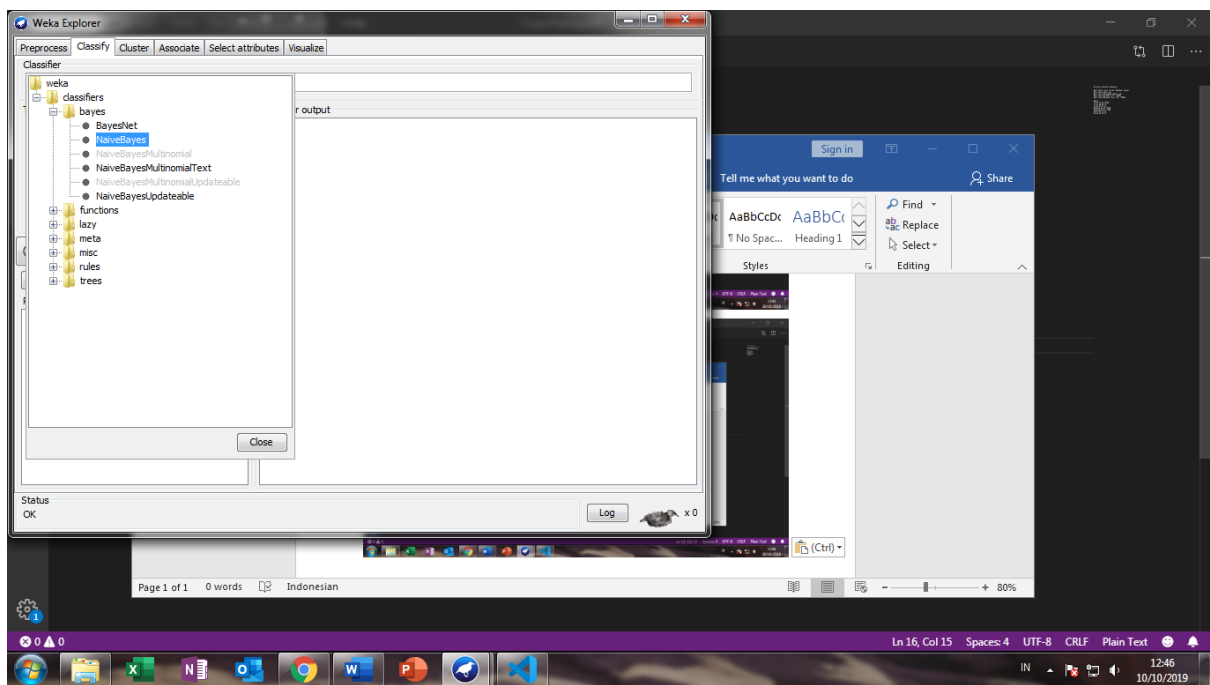 Weka Explorer
Preprocess Classify Cluster Associate Select attributes Visualize
Classifier
weka
classifiers
r output
bayes
BayesNet
NaiveBayes
NaiveBayesMultinomial
NaiveBayesMultinomialText
NaiveBayesMultinomialUpdateable
NaiveBayesUpdateable
functions
lazy
meta
misc
rules
trees
Close
Status
OK
Log
x 0
Sign in
Tell me what you want to do
Share
AaBbCcDc AaBbC
¶ No Spac... Heading 1
Styles
Find
Replace
Select
Editing
(Ctrl)
Page 1 of 1 0 words Indonesian
80%
1
0 0
Ln 16, Col 15 Spaces: 4 UTF-8 CRLF Plain Text
IN
12:46
10/10/2019